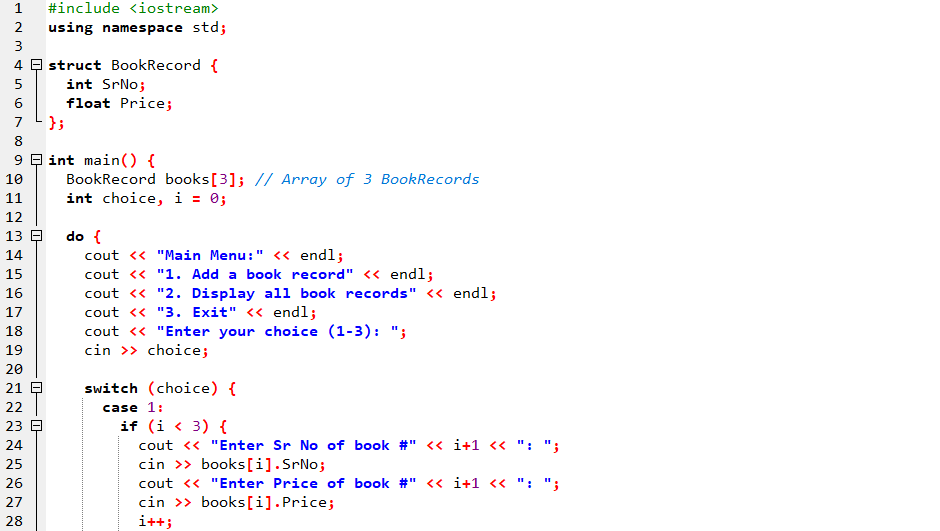 1 #include <iostream>
2 using namespace std;
3
4 struct BookRecord {
5 int SrNo;
6 float Price;
7 };
8
9 int main() {
10 BookRecord books[3]; // Array of 3 BookRecords
11 int choice, i = 0;
12
13 do {
14 cout << "Main Menu:" << endl;
15 cout << "1. Add a book record" << endl;
16 cout << "2. Display all book records" << endl;
17 cout << "3. Exit" << endl;
18 cout << "Enter your choice (1-3): ";
19 cin >> choice;
20
21 switch (choice) {
22 case 1:
23 if (i < 3) {
24 cout << "Enter Sr No of book #" << i+1 << ": ";
25 cin >> books[i].SrNo;
26 cout << "Enter Price of book #" << i+1 << ": ";
27 cin >> books[i].Price;
28 i++;